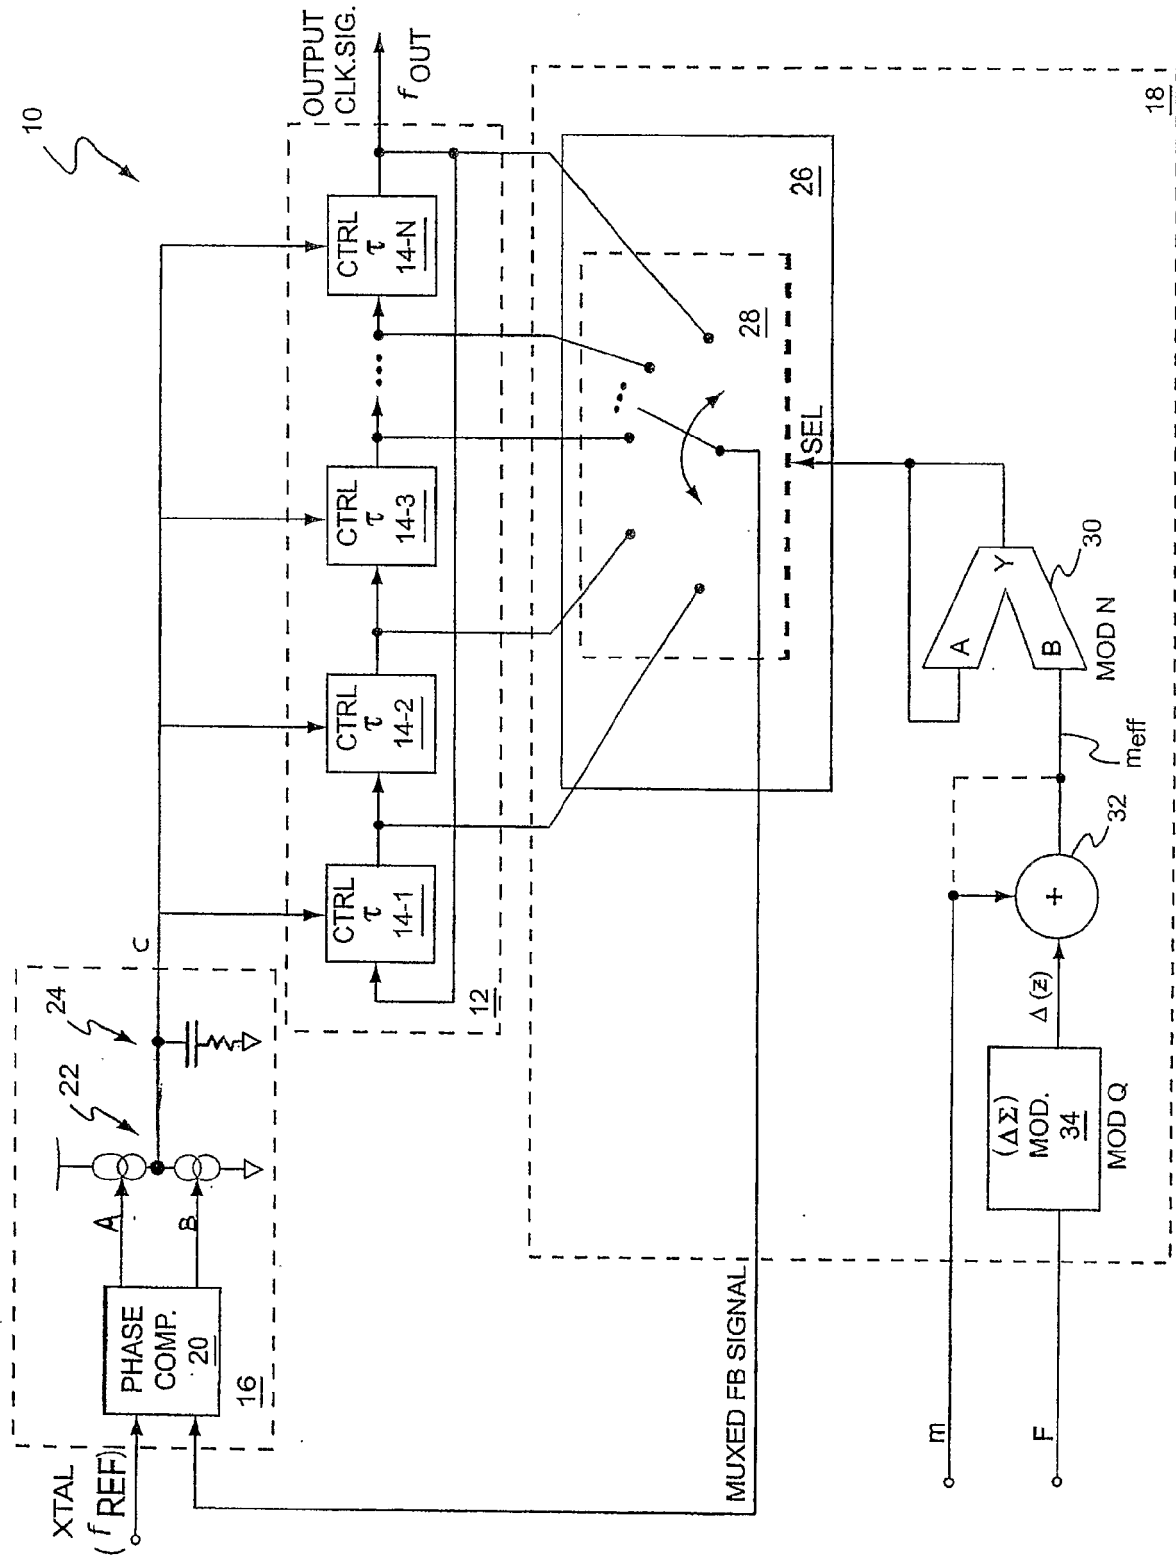 10
XTAL
(fREF)
PHASE
COMP.
20
16
A
B
22
24
C
CTRL
τ
14-1
CTRL
τ
14-2
CTRL
τ
14-3
...
CTRL
τ
14-N
12
OUTPUT
CLK.SIG.
fOUT
MUXED FB SIGNAL
...
28
26
SEL
18
A
B
Y
MOD N
30
meff
32
+
Δ(z)
(ΔΣ)
MOD.
34
MOD Q
m
F